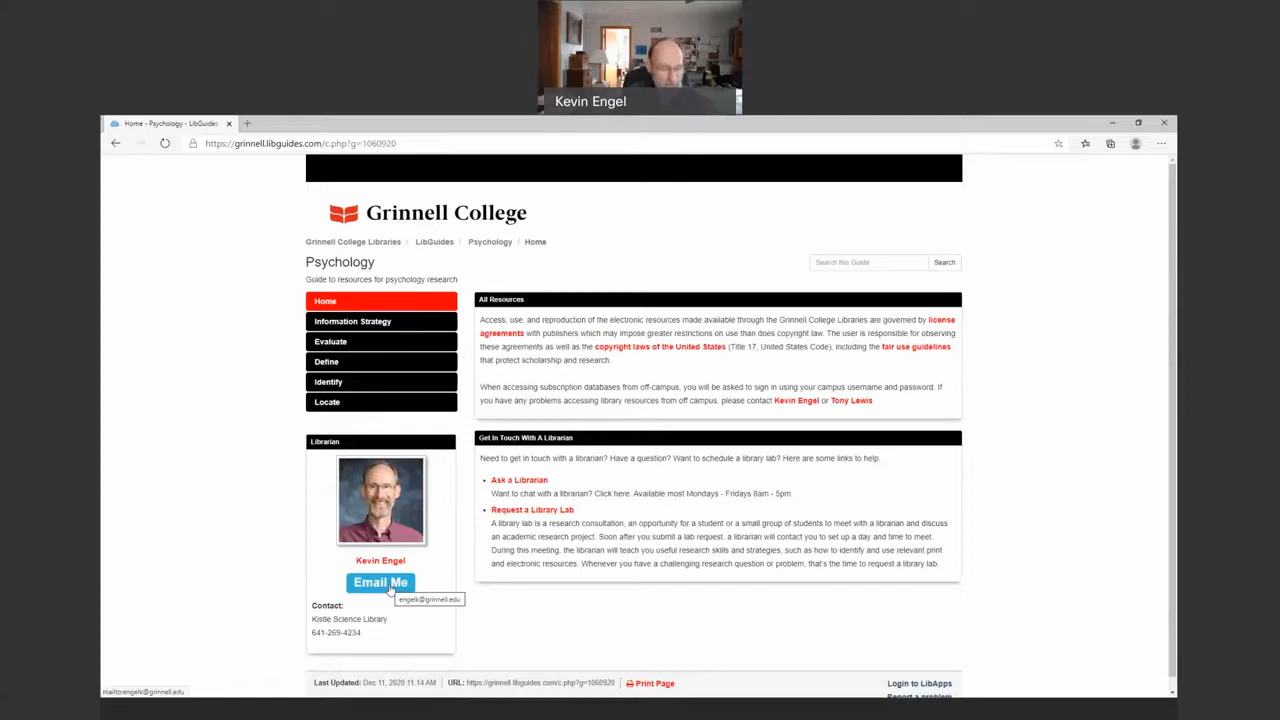 Kevin Engel
Home - Psychology - LibGuides
https://grinnell.libguides.com/c.php?g=1060920
Grinnell College
Grinnell College Libraries / LibGuides / Psychology / Home
Psychology
Search this Guide Search
Guide to resources for psychology research
Home
Information Strategy
Evaluate
Define
Identify
Locate
Librarian
Kevin Engel
Email Me
engelk@grinnell.edu
Contact:
Kistle Science Library
641-269-4234
All Resources
Access, use, and reproduction of the electronic resources made available through the Grinnell College Libraries are governed by license
agreements with publishers which may impose greater restrictions on use than does copyright law. The user is responsible for observing
these agreements as well as the copyright laws of the United States (Title 17, United States Code), including the fair use guidelines
that protect scholarship and research.
When accessing subscription databases from off-campus, you will be asked to sign in using your campus username and password. If
you have any problems accessing library resources from off campus, please contact Kevin Engel or Tony Lewis.
Get In Touch With A Librarian
Need to get in touch with a librarian? Have a question? Want to schedule a library lab? Here are some links to help.
• Ask a Librarian
Want to chat with a librarian? Click here. Available most Mondays - Fridays 8am - 5pm.
• Request a Library Lab
A library lab is a research consultation, an opportunity for a student or a small group of students to meet with a librarian and discuss
an academic research project. Soon after you submit a lab request, a librarian will contact you to set up a day and time to meet.
During this meeting, the librarian will teach you useful research skills and strategies, such as how to identify and use relevant print
and electronic resources. Whenever you have a challenging research question or problem, that's the time to request a library lab.
Last Updated: Dec 11, 2020 11:14 AM URL: https://grinnell.libguides.com/c.php?g=1060920 Print Page
Login to LibApps
Report a problem
mailto:engelk@grinnell.edu